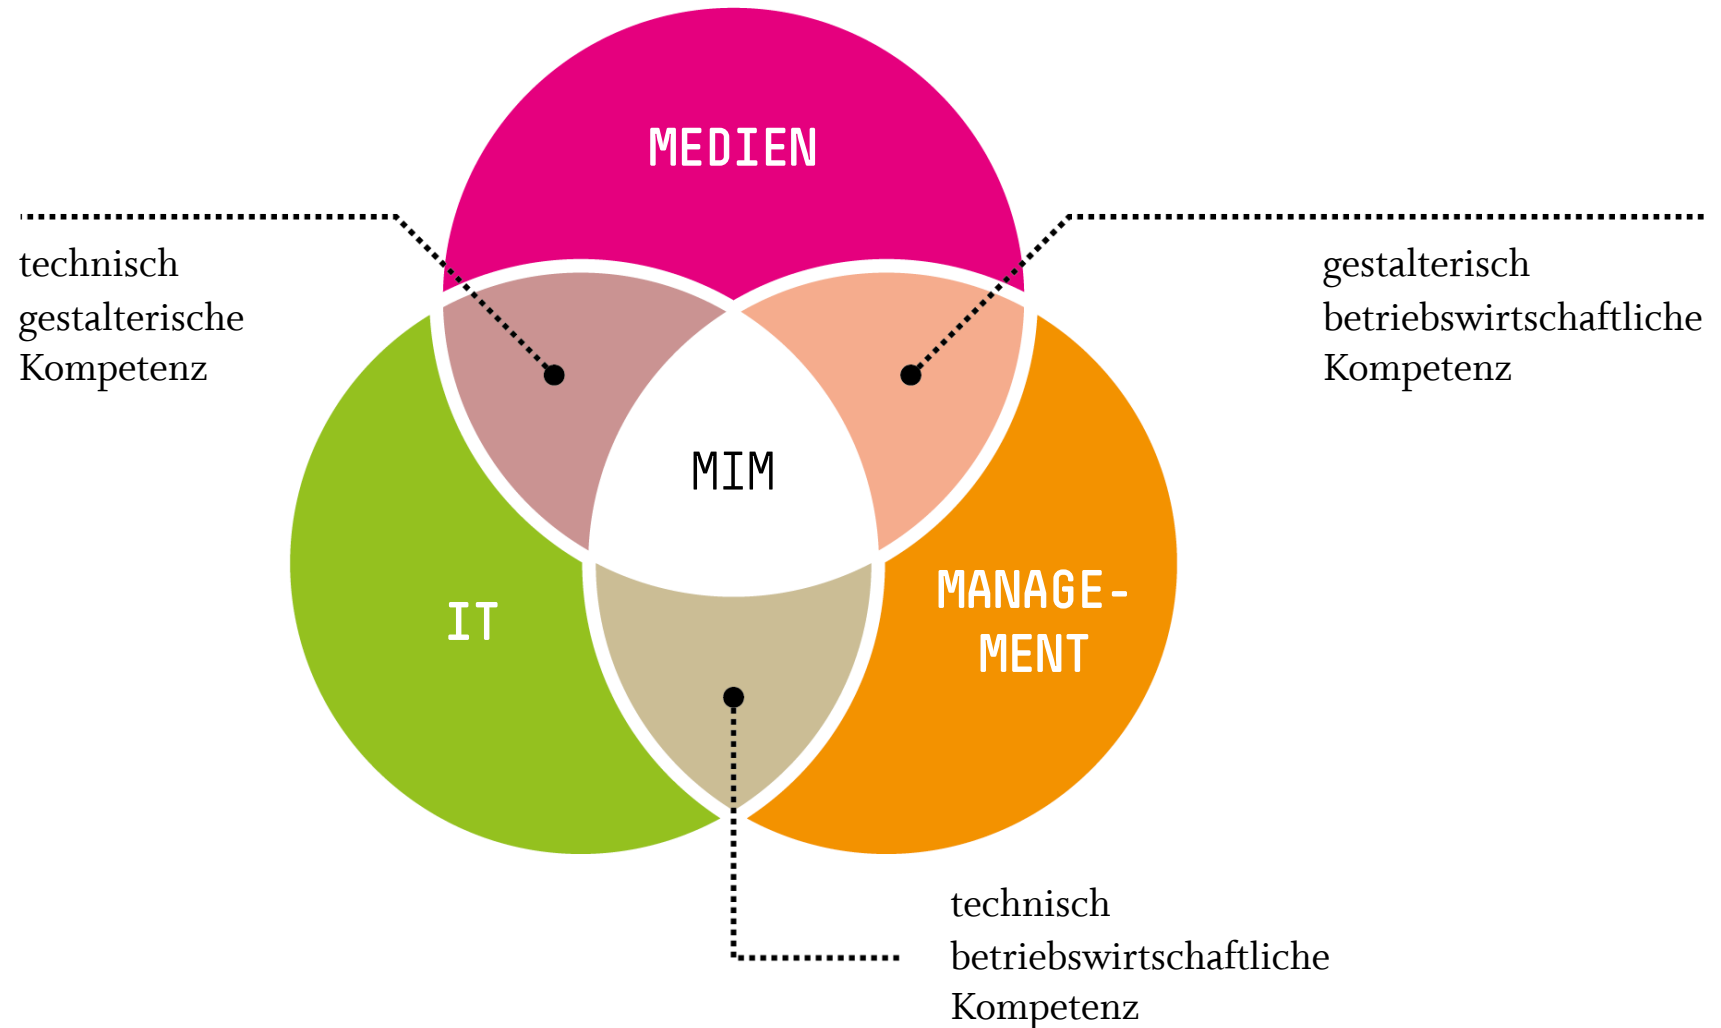 MEDIEN
technisch
gestalterische
Kompetenz
gestalterisch
betriebswirtschaftliche
Kompetenz
MIM
IT
MANAGE-
MENT
technisch
betriebswirtschaftliche
Kompetenz